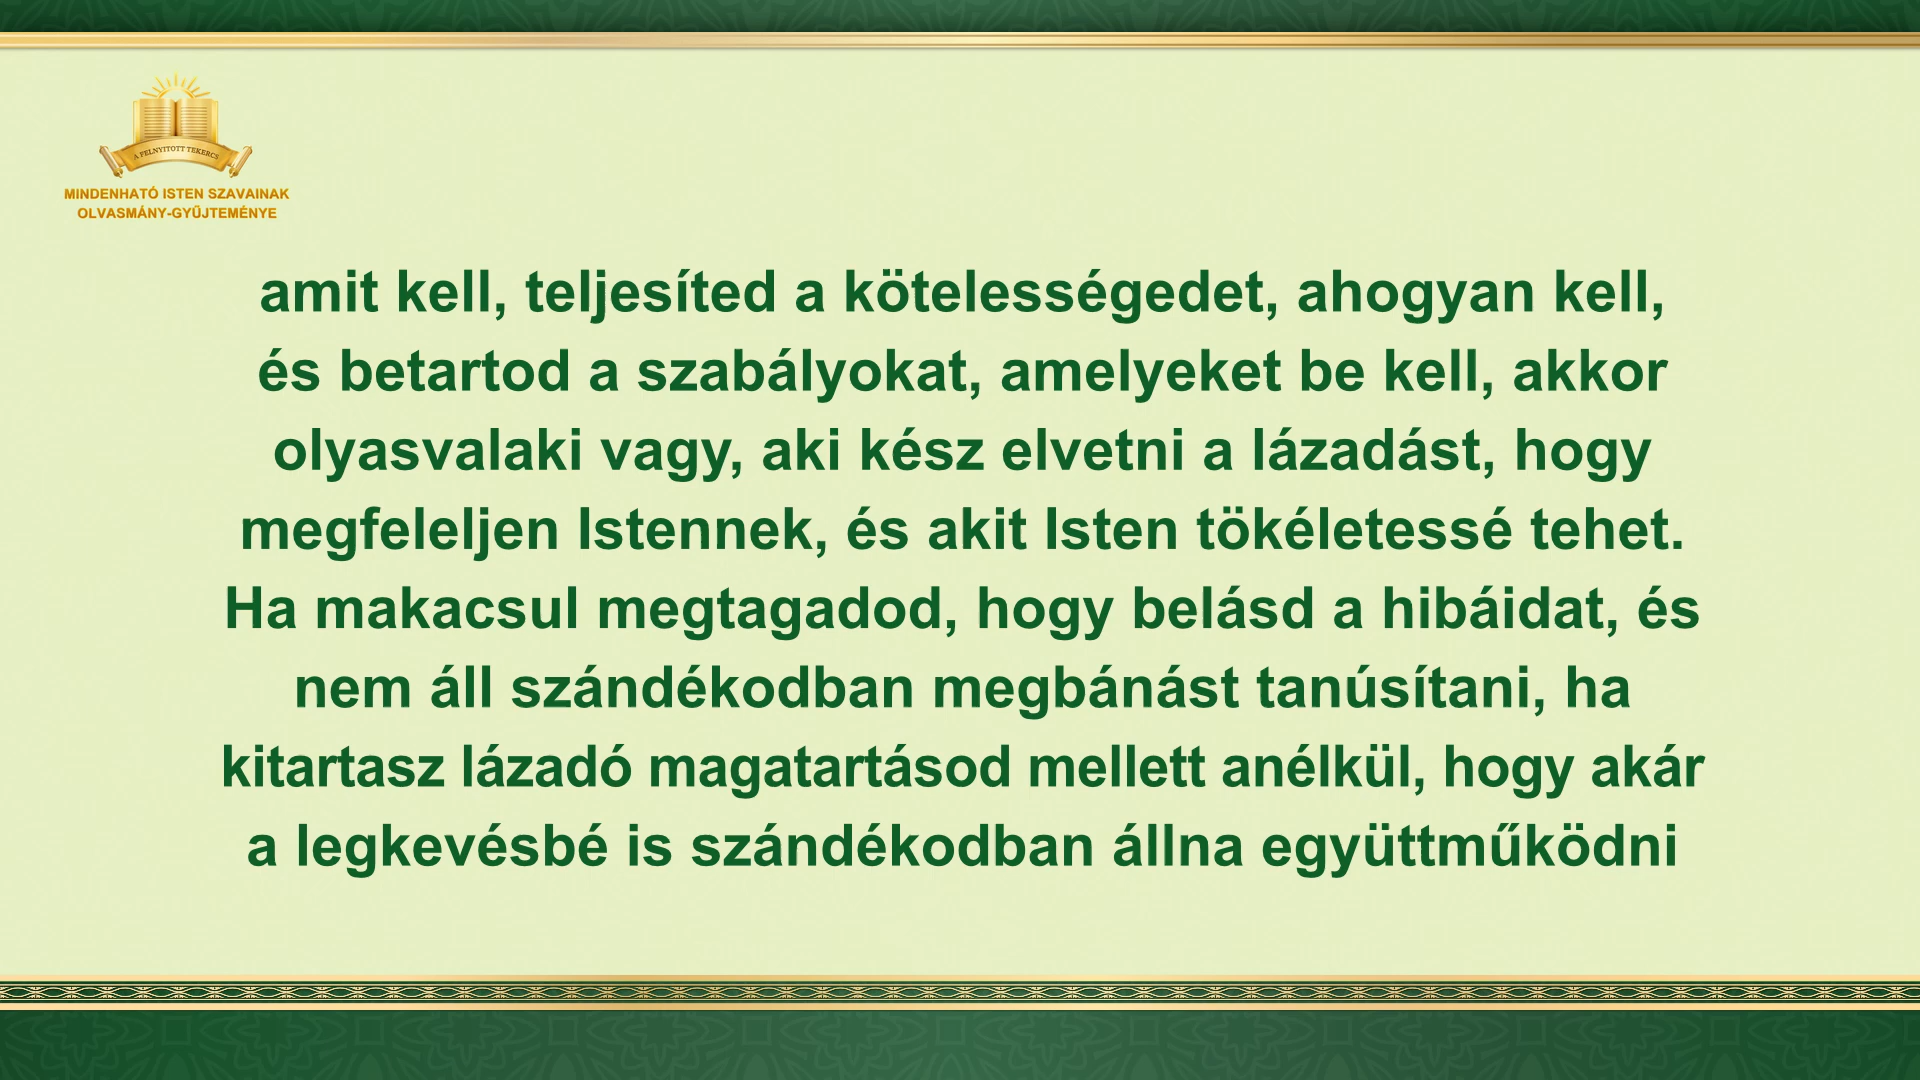 A FELNYITOTT TEKERCS
MINDENHATÓ ISTEN SZAVAINAK
OLVASMÁNY-GYŰJTEMÉNYE
amit kell, teljesíted a kötelességedet, ahogyan kell,
és betartod a szabályokat, amelyeket be kell, akkor
olyasvalaki vagy, aki kész elvetni a lázadást, hogy
megfeleljen Istennek, és akit Isten tökéletessé tehet.
Ha makacsul megtagadod, hogy belásd a hibáidat, és
nem áll szándékodban megbánást tanúsítani, ha
kitartasz lázadó magatartásod mellett anélkül, hogy akár
a legkevésbé is szándékodban állna együttműködni